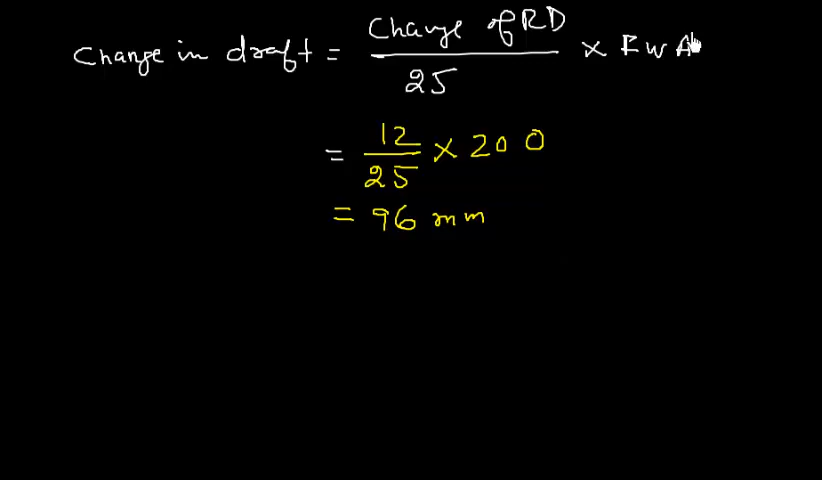 Change in draft = Change of RD / 25 × FWA
= 12 / 25 × 200
= 96 mm